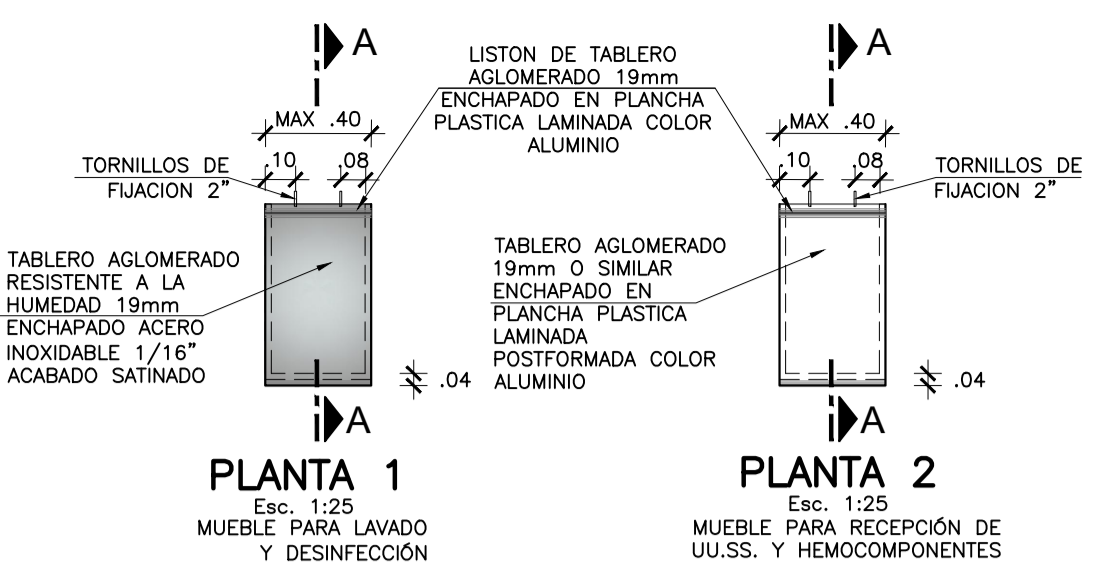 A
A
LISTON DE TABLERO
AGLOMERADO 19mm
ENCHAPADO EN PLANCHA
PLASTICA LAMINADA COLOR
ALUMINIO
MAX .40
.10
.08
TORNILLOS DE
FIJACION 2”
TABLERO AGLOMERADO
RESISTENTE A LA
HUMEDAD 19mm
ENCHAPADO ACERO
INOXIDABLE 1/16”
ACABADO SATINADO
.04
A
PLANTA 1
Esc. 1:25
MUEBLE PARA LAVADO
Y DESINFECCIÓN
MAX .40
.10
.08
TORNILLOS DE
FIJACION 2”
TABLERO AGLOMERADO
19mm O SIMILAR
ENCHAPADO EN
PLANCHA PLASTICA
LAMINADA
POSTFORMADA COLOR
ALUMINIO
.04
A
PLANTA 2
Esc. 1:25
MUEBLE PARA RECEPCIÓN DE
UU.SS. Y HEMOCOMPONENTES